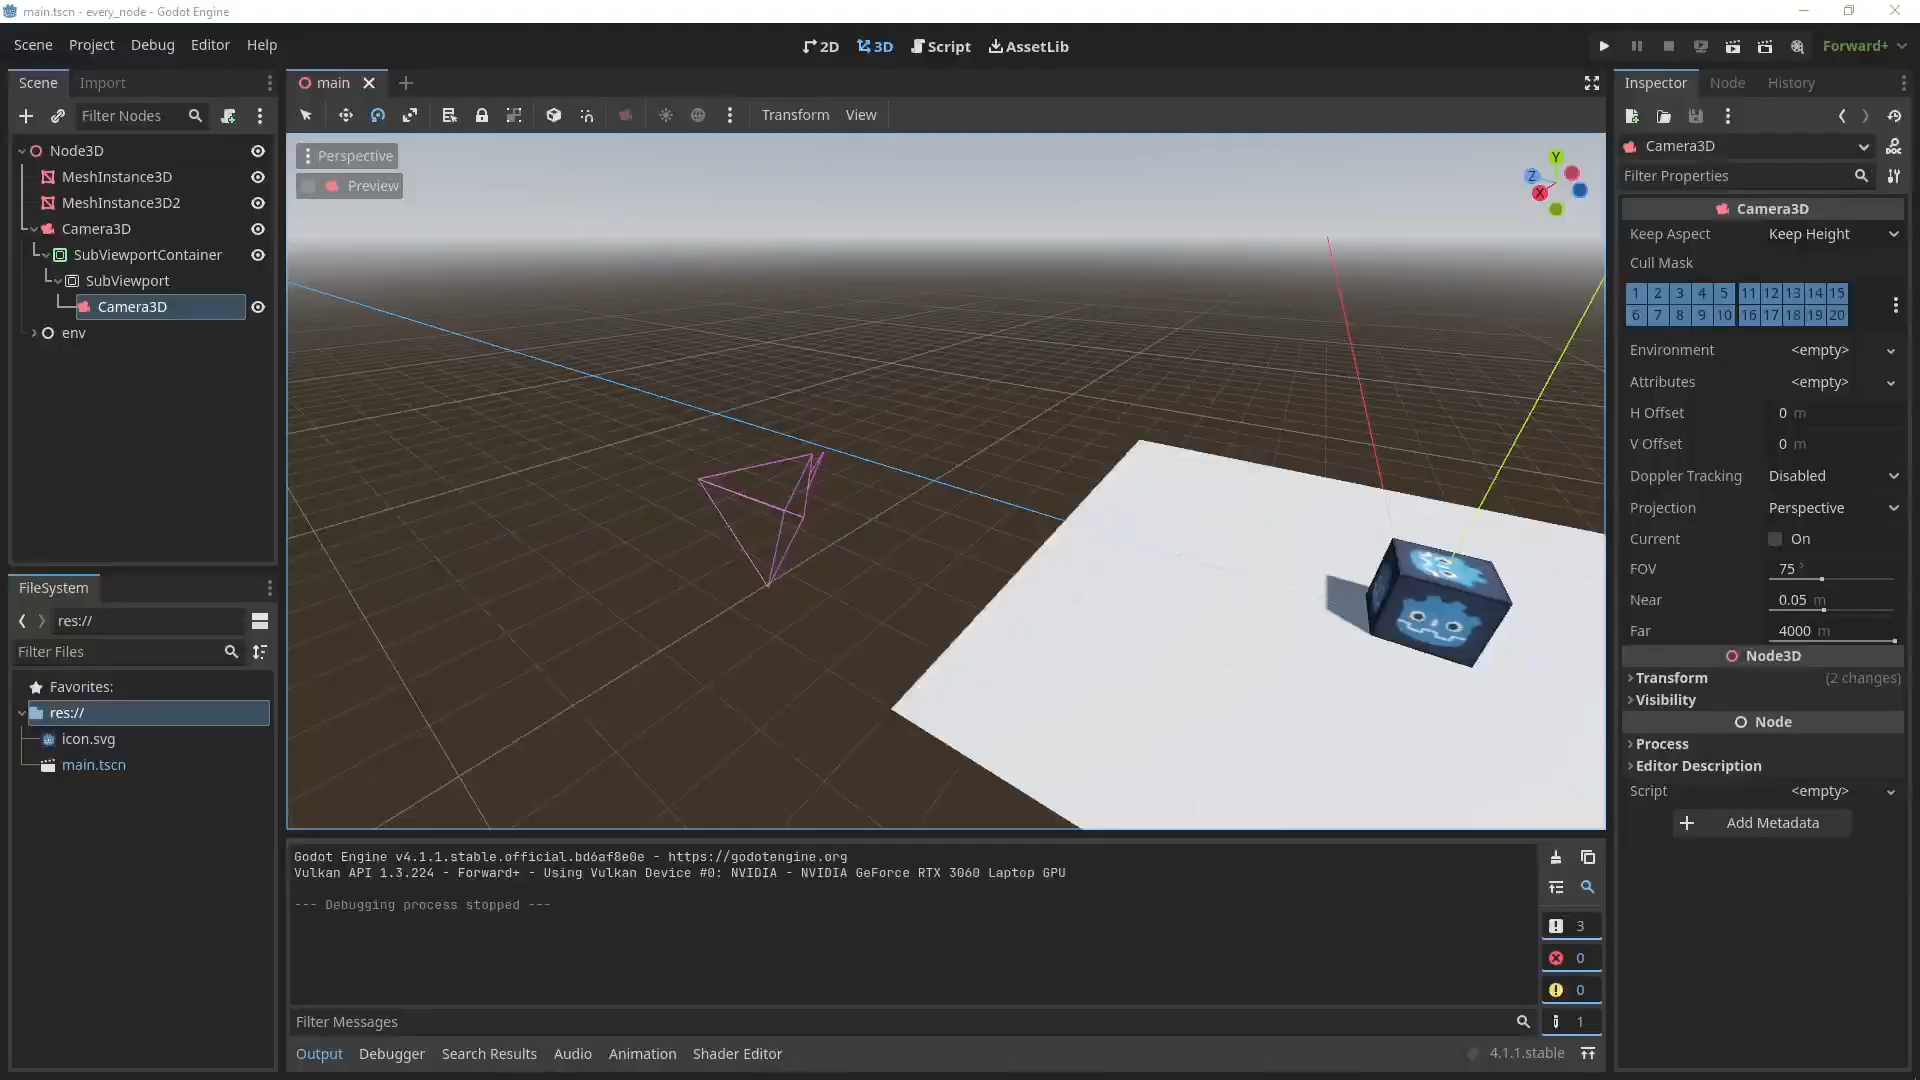 main.tscn - every_node - Godot Engine
Scene Project Debug Editor Help
2D 3D Script AssetLib
Forward+
Scene Import
main
Inspector Node History
Filter Nodes
Transform View
Node3D
MeshInstance3D
MeshInstance3D2
Camera3D
SubViewportContainer
SubViewport
Camera3D
env
Perspective
Preview
Y
Z
X
Camera3D
Filter Properties
Camera3D
Keep Aspect Keep Height
Cull Mask
1 2 3 4 5 11 12 13 14 15
6 7 8 9 10 16 17 18 19 20
Environment <empty>
Attributes <empty>
H Offset 0 m
V Offset 0 m
Doppler Tracking Disabled
Projection Perspective
Current On
FOV 75 °
Near 0.05 m
Far 4000 m
Node3D
Transform (2 changes)
Visibility
Node
Process
Editor Description
Script <empty>
Add Metadata
FileSystem
res://
Filter Files
Favorites:
res://
icon.svg
main.tscn
Godot Engine v4.1.1.stable.official.bd6af8e0e - https://godotengine.org
Vulkan API 1.3.224 - Forward+ - Using Vulkan Device #0: NVIDIA - NVIDIA GeForce RTX 3060 Laptop GPU
--- Debugging process stopped ---
3
0
0
1
Filter Messages
Output Debugger Search Results Audio Animation Shader Editor
4.1.1.stable